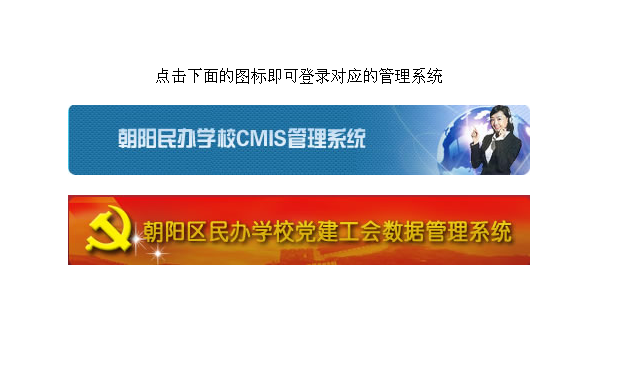 点击下面的图标即可登录对应的管理系统
朝阳民办学校CMIS管理系统
朝阳区民办学校党建工会数据管理系统